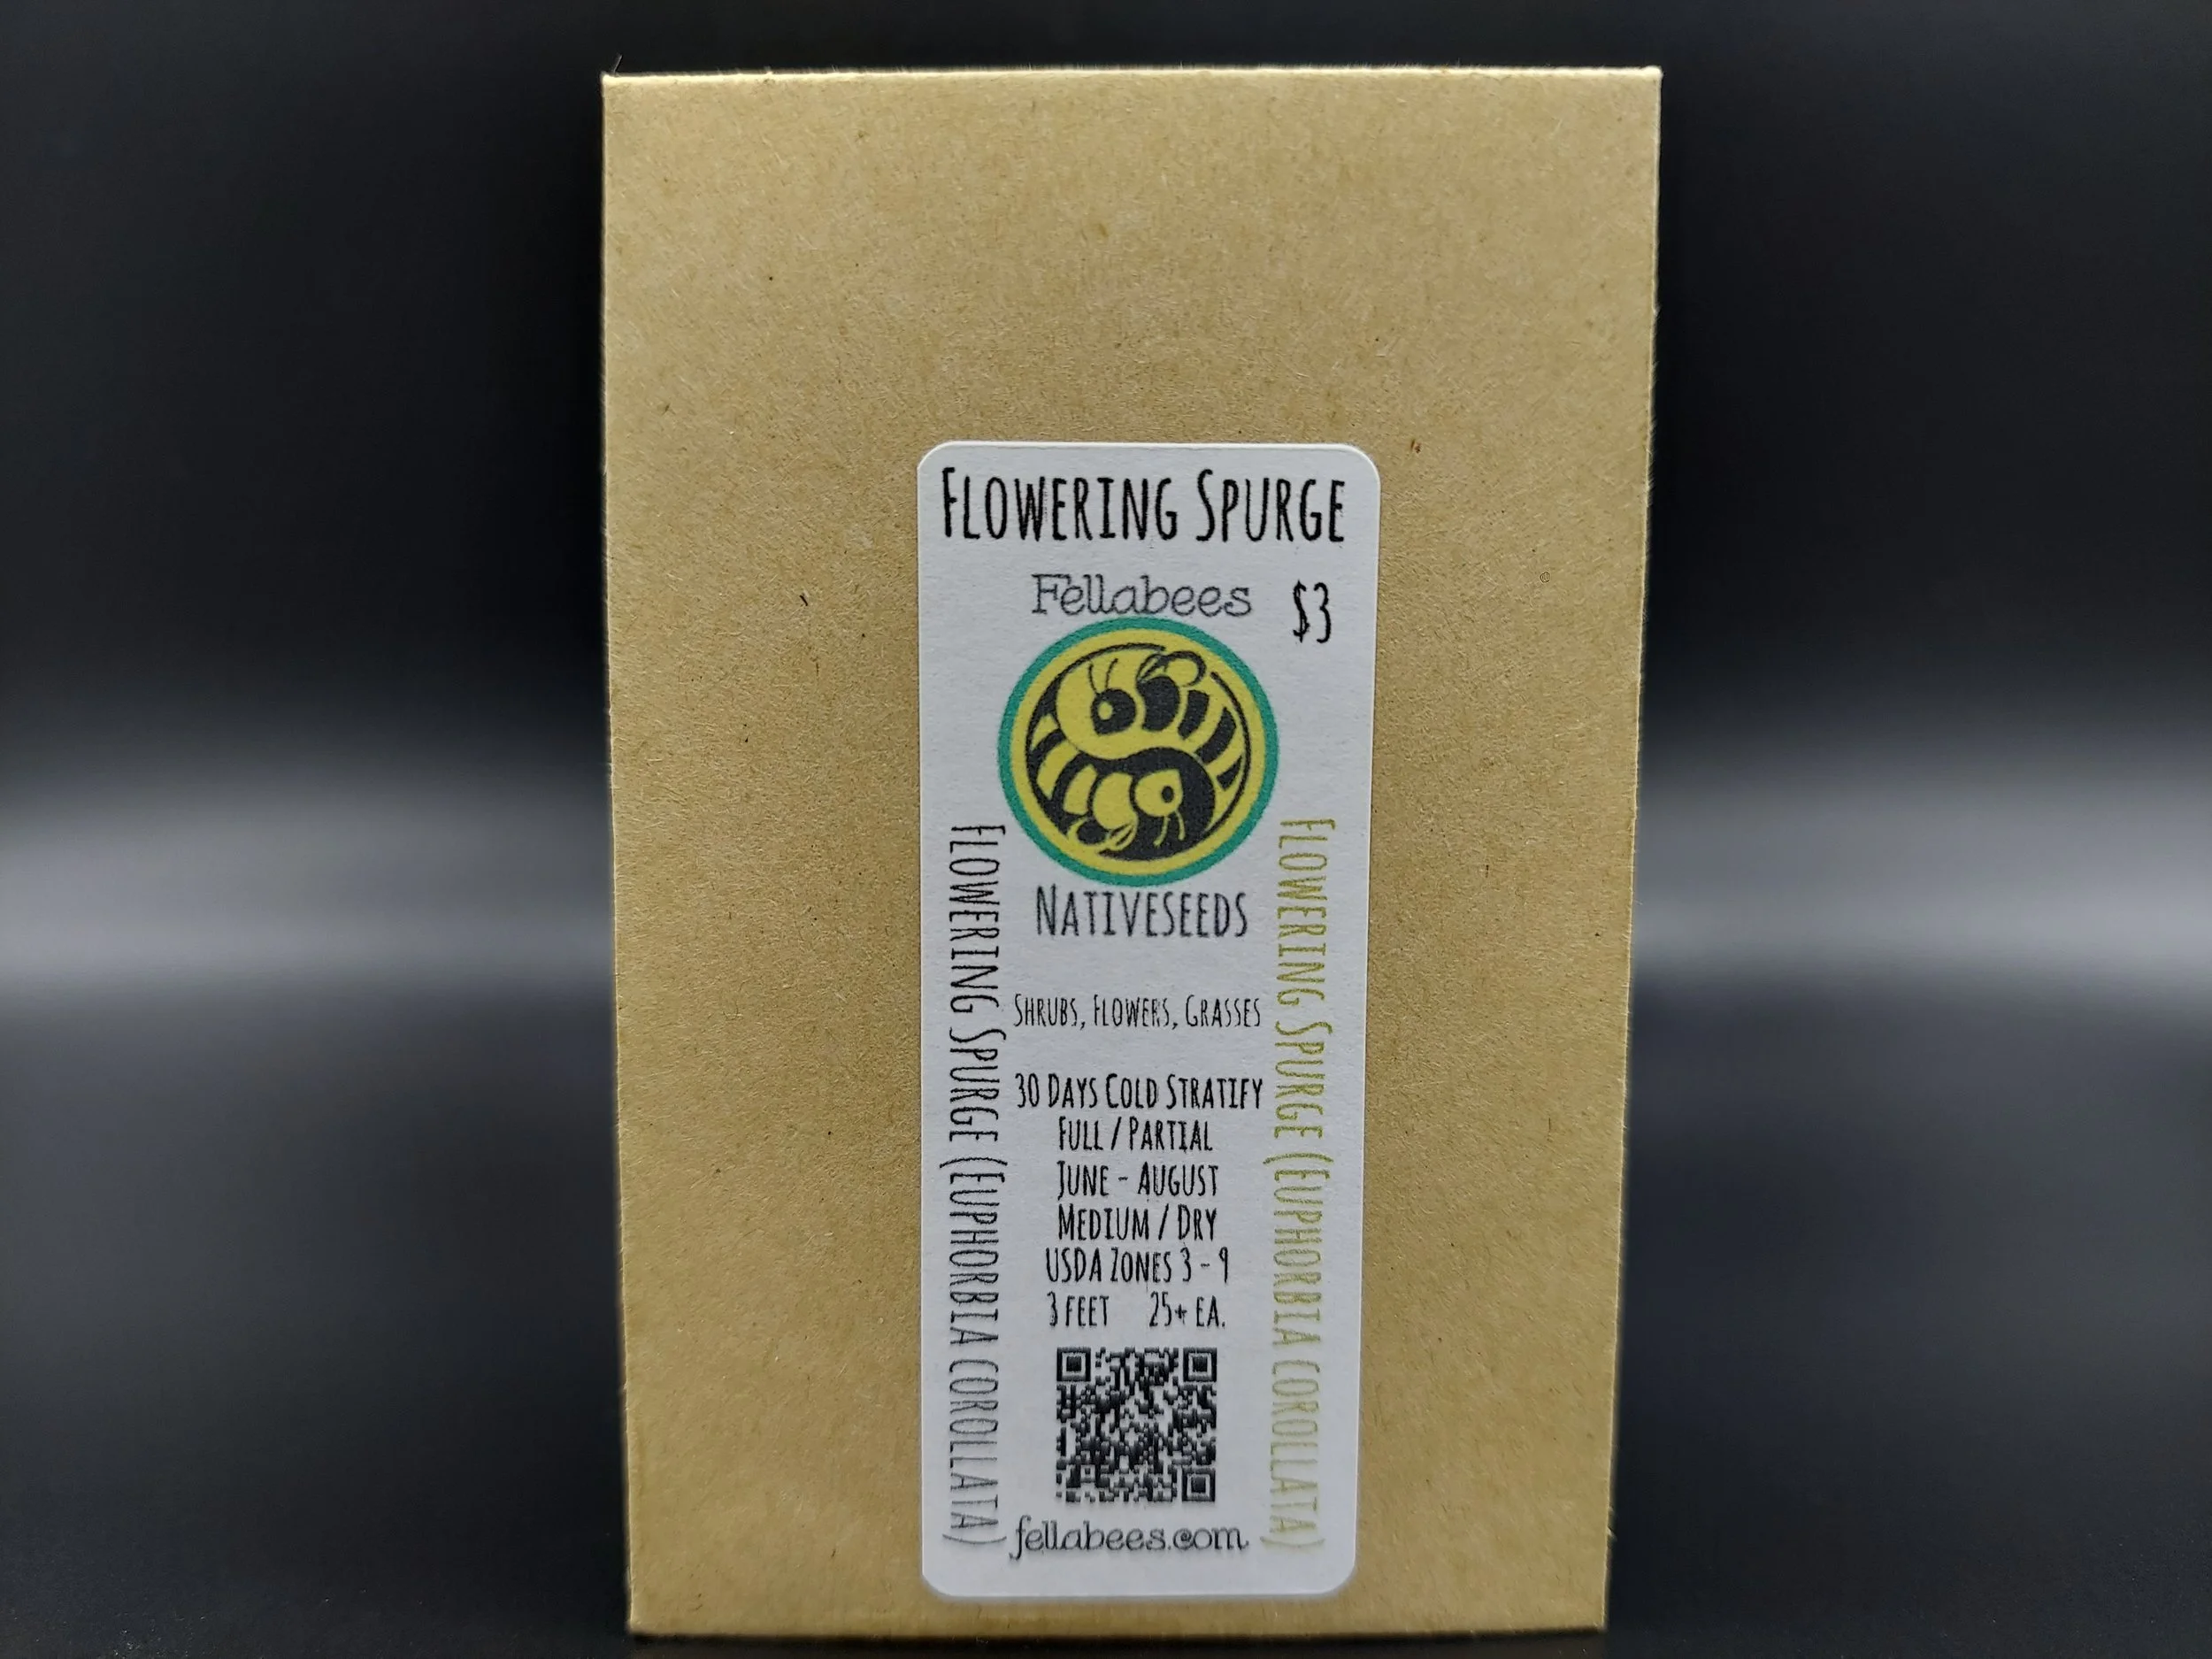 Flowering Spurge
Fellabees
$3
Nativeseeds
Shrubs, Flowers, Grasses
30 Days Cold Stratify
Full / Partial
June - August
Medium / Dry
USDA Zones 3 - 9
3 feet 25+ ea.
fellabees.com
Flowering Spurge (Euphorbia corollata)
Flowering Spurge (Euphorbia corollata)